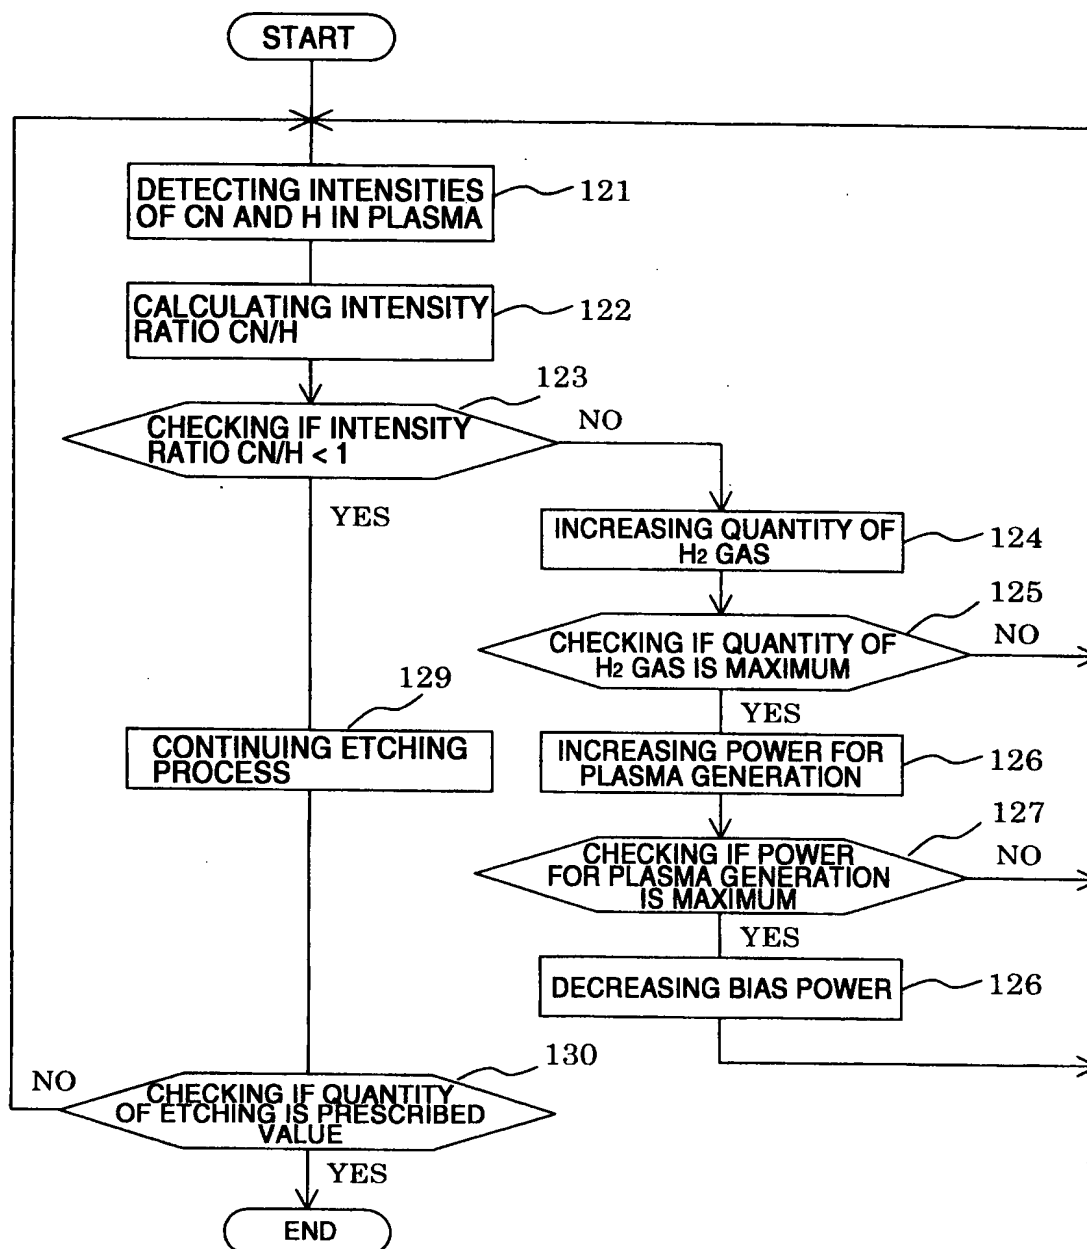 START
DETECTING INTENSITIES
OF CN AND H IN PLASMA
121
CALCULATING INTENSITY
RATIO CN/H
122
123
CHECKING IF INTENSITY
RATIO CN/H < 1
NO
YES
INCREASING QUANTITY OF
H2 GAS
124
125
CHECKING IF QUANTITY OF
H2 GAS IS MAXIMUM
NO
YES
129
CONTINUING ETCHING
PROCESS
INCREASING POWER FOR
PLASMA GENERATION
126
127
CHECKING IF POWER
FOR PLASMA GENERATION
IS MAXIMUM
NO
YES
DECREASING BIAS POWER
126
130
NO
CHECKING IF QUANTITY
OF ETCHING IS PRESCRIBED
VALUE
YES
END